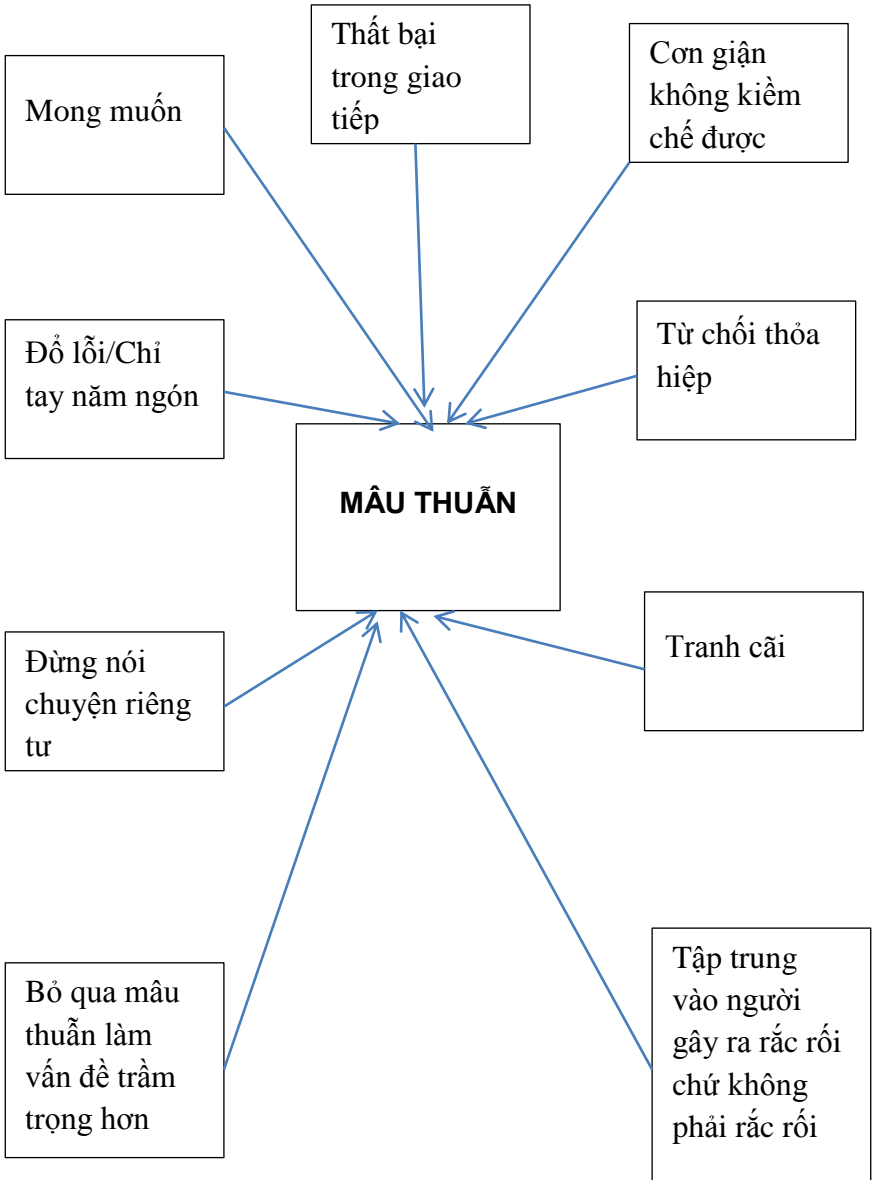 Thất bại
trong giao
tiếp
Cơn giận
không kiềm
chế được
Mong muốn
Đổ lỗi/Chỉ
tay năm ngón
Từ chối thỏa
hiệp
MÂU THUẪN
Đừng nói
chuyện riêng
tư
Tranh cãi
Bỏ qua mâu
thuẫn làm
vấn đề trầm
trọng hơn
Tập trung
vào người
gây ra rắc rối
chứ không
phải rắc rối